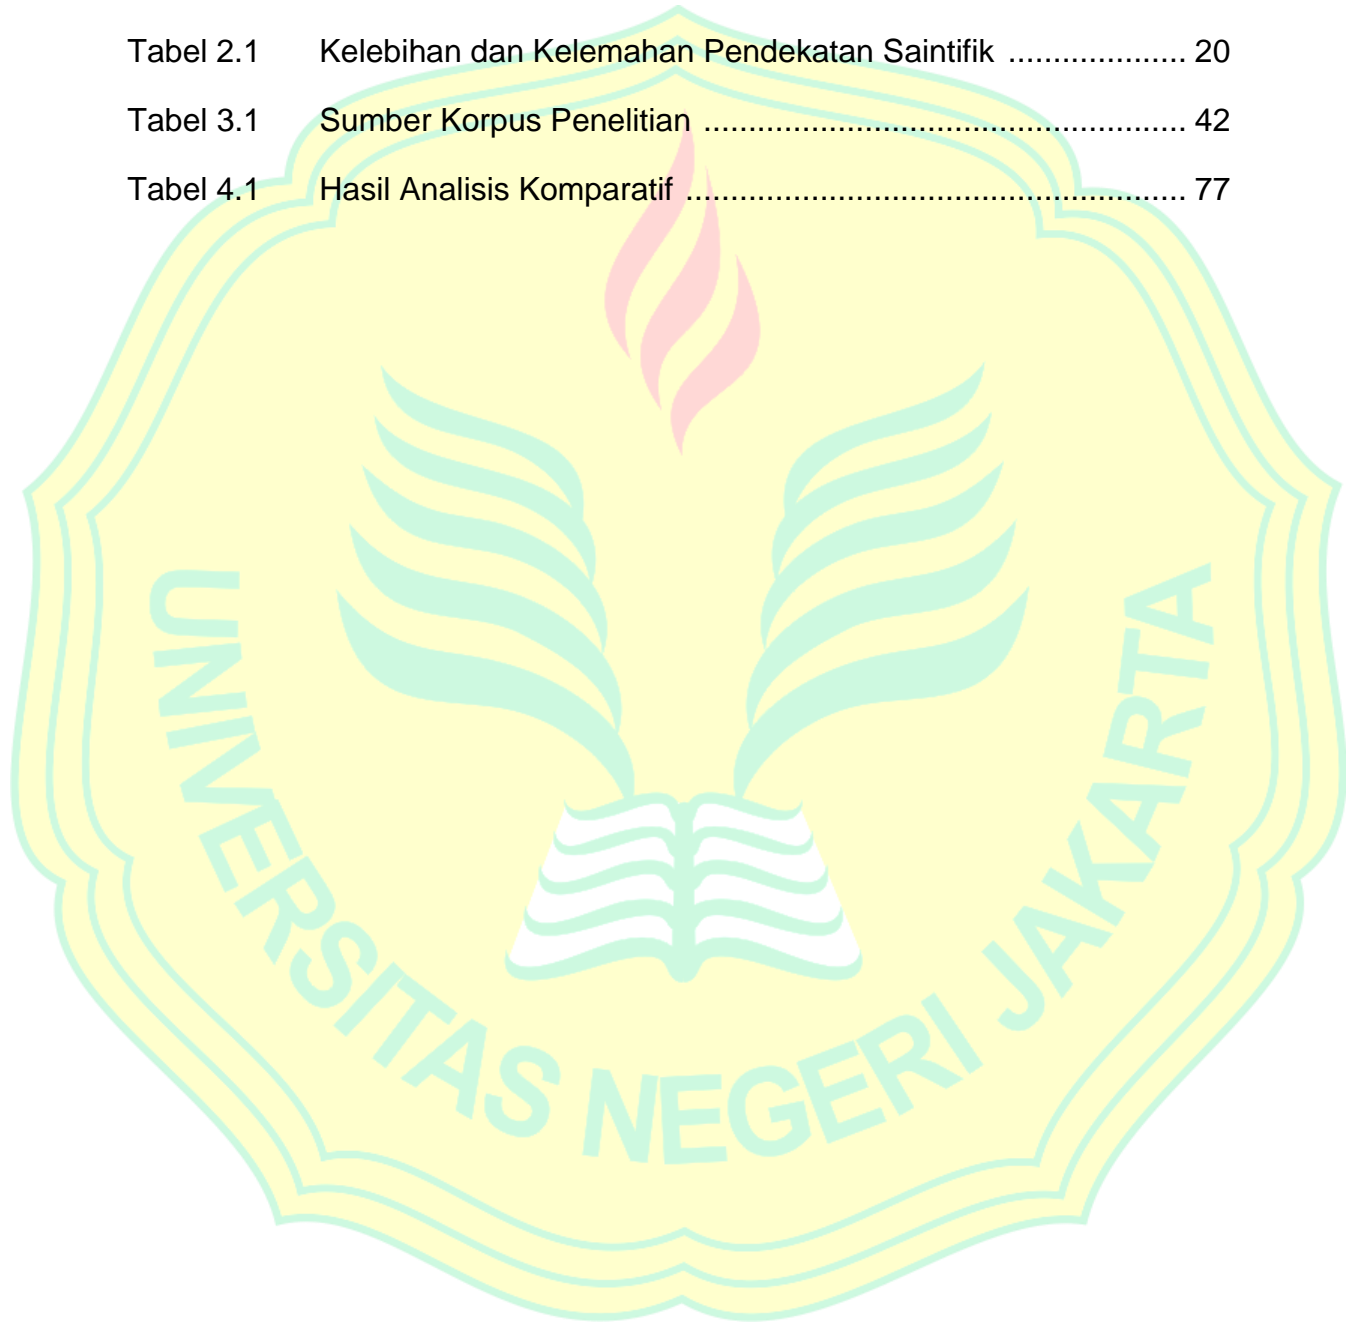 Tabel 2.1 Kelebihan dan Kelemahan Pendekatan Saintifik .................... 20
Tabel 3.1 Sumber Korpus Penelitian ...................................................... 42
Tabel 4.1 Hasil Analisis Komparatif ........................................................ 77
UNIVERSITAS NEGERI JAKARTA